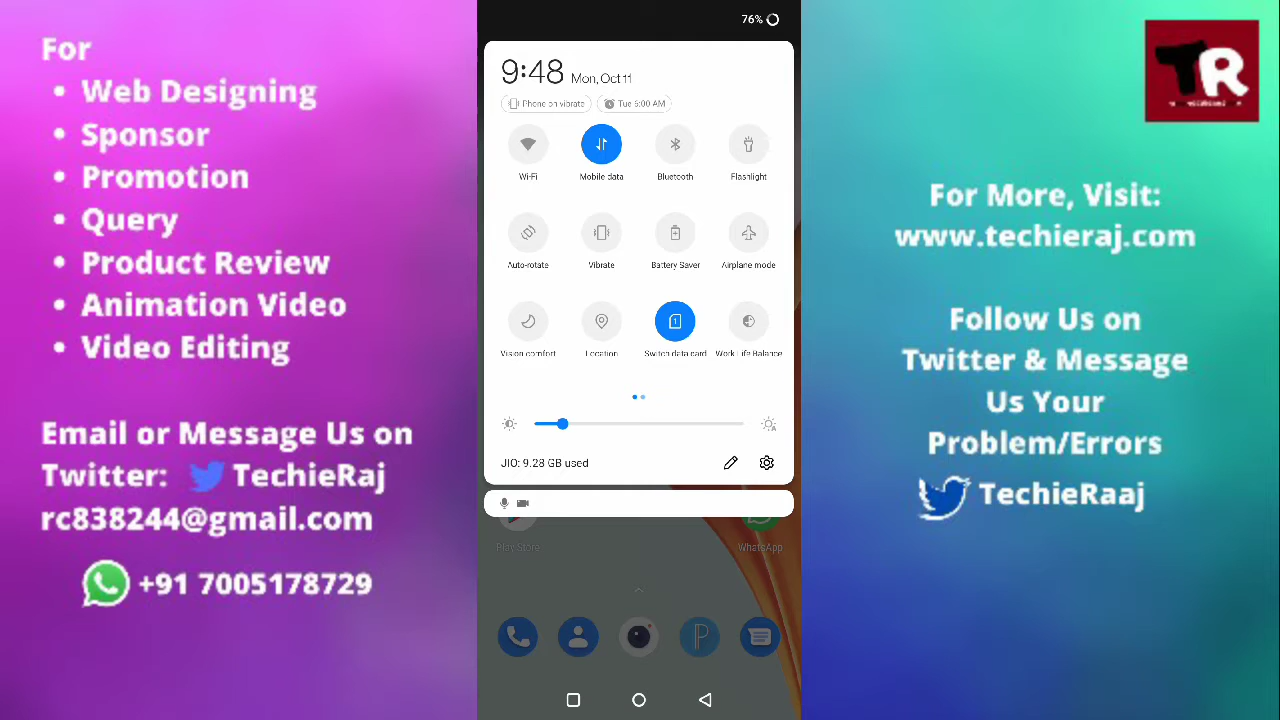 For
• Web Designing
• Sponsor
• Promotion
• Query
• Product Review
• Animation Video
• Video Editing
Email or Message Us on
Twitter: TechieRaj
rc838244@gmail.com
+91 7005178729
76%
9:48 Mon, Oct 11
Phone on vibrate Tue 6:00 AM
Wi-Fi Mobile data Bluetooth Flashlight
Auto-rotate Vibrate Battery Saver Airplane mode
1
Vision comfort Location Switch data card Work Life Balance
JIO: 9.28 GB used
Play Store WhatsApp
TR
For More, Visit:
www.techieraj.com
Follow Us on
Twitter & Message
Us Your
Problem/Errors
TechieRaaj